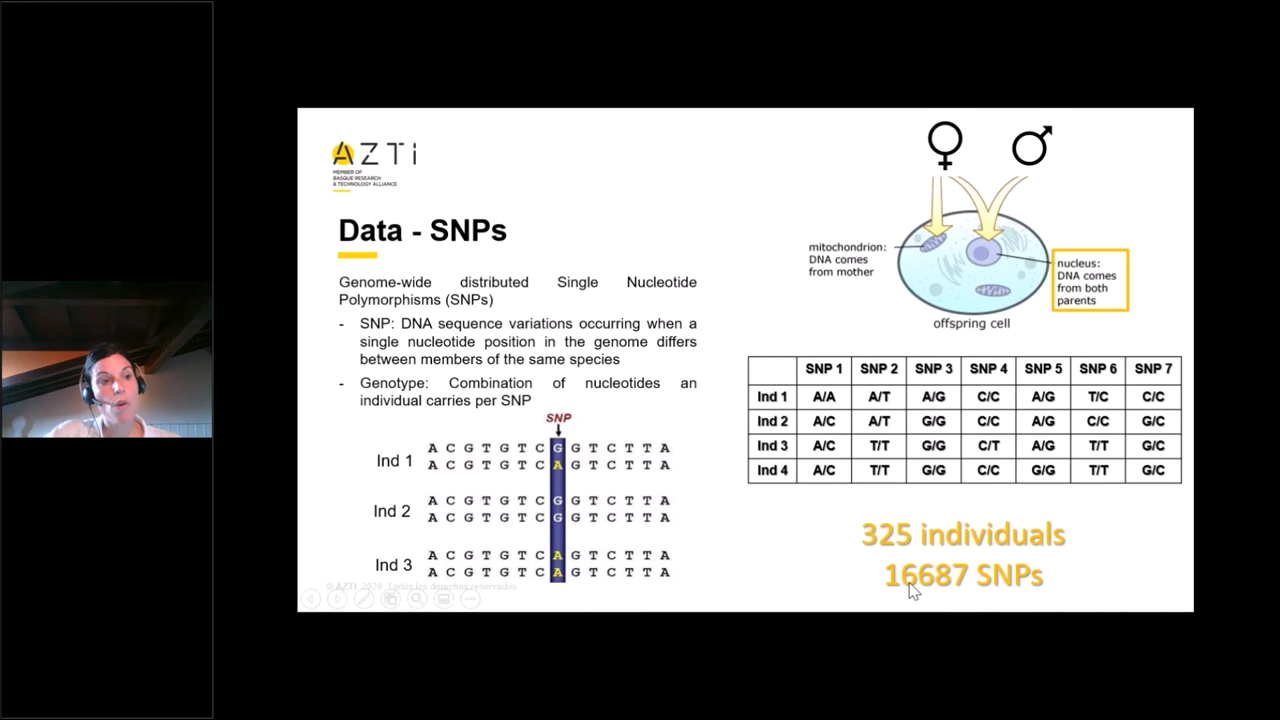 AZTi
MEMBER OF
BASQUE RESEARCH
& TECHNOLOGY ALLIANCE
Data - SNPs
Genome-wide distributed Single Nucleotide
Polymorphisms (SNPs)
- SNP: DNA sequence variations occurring when a
single nucleotide position in the genome differs
between members of the same species
- Genotype: Combination of nucleotides an
individual carries per SNP
SNP
Ind 1
A C G T G T C G G T C T T A
A C G T G T C A G T C T T A
Ind 2
A C G T G T C G G T C T T A
A C G T G T C G G T C T T A
Ind 3
A C G T G T C A G T C T T A
A C G T G T C A G T C T T A
© AZTI 2020. Todos los derechos reservados
♀ ♂
mitochondrion:
DNA comes
from mother
nucleus:
DNA comes
from both
parents
offspring cell
SNP 1 SNP 2 SNP 3 SNP 4 SNP 5 SNP 6 SNP 7
Ind 1 A/A A/T A/G C/C A/G T/C C/C
Ind 2 A/C A/T G/G C/C A/G C/C G/C
Ind 3 A/C T/T G/G C/T A/G T/T G/C
Ind 4 A/C T/T G/G C/C G/G T/T G/C
325 individuals
16687 SNPs